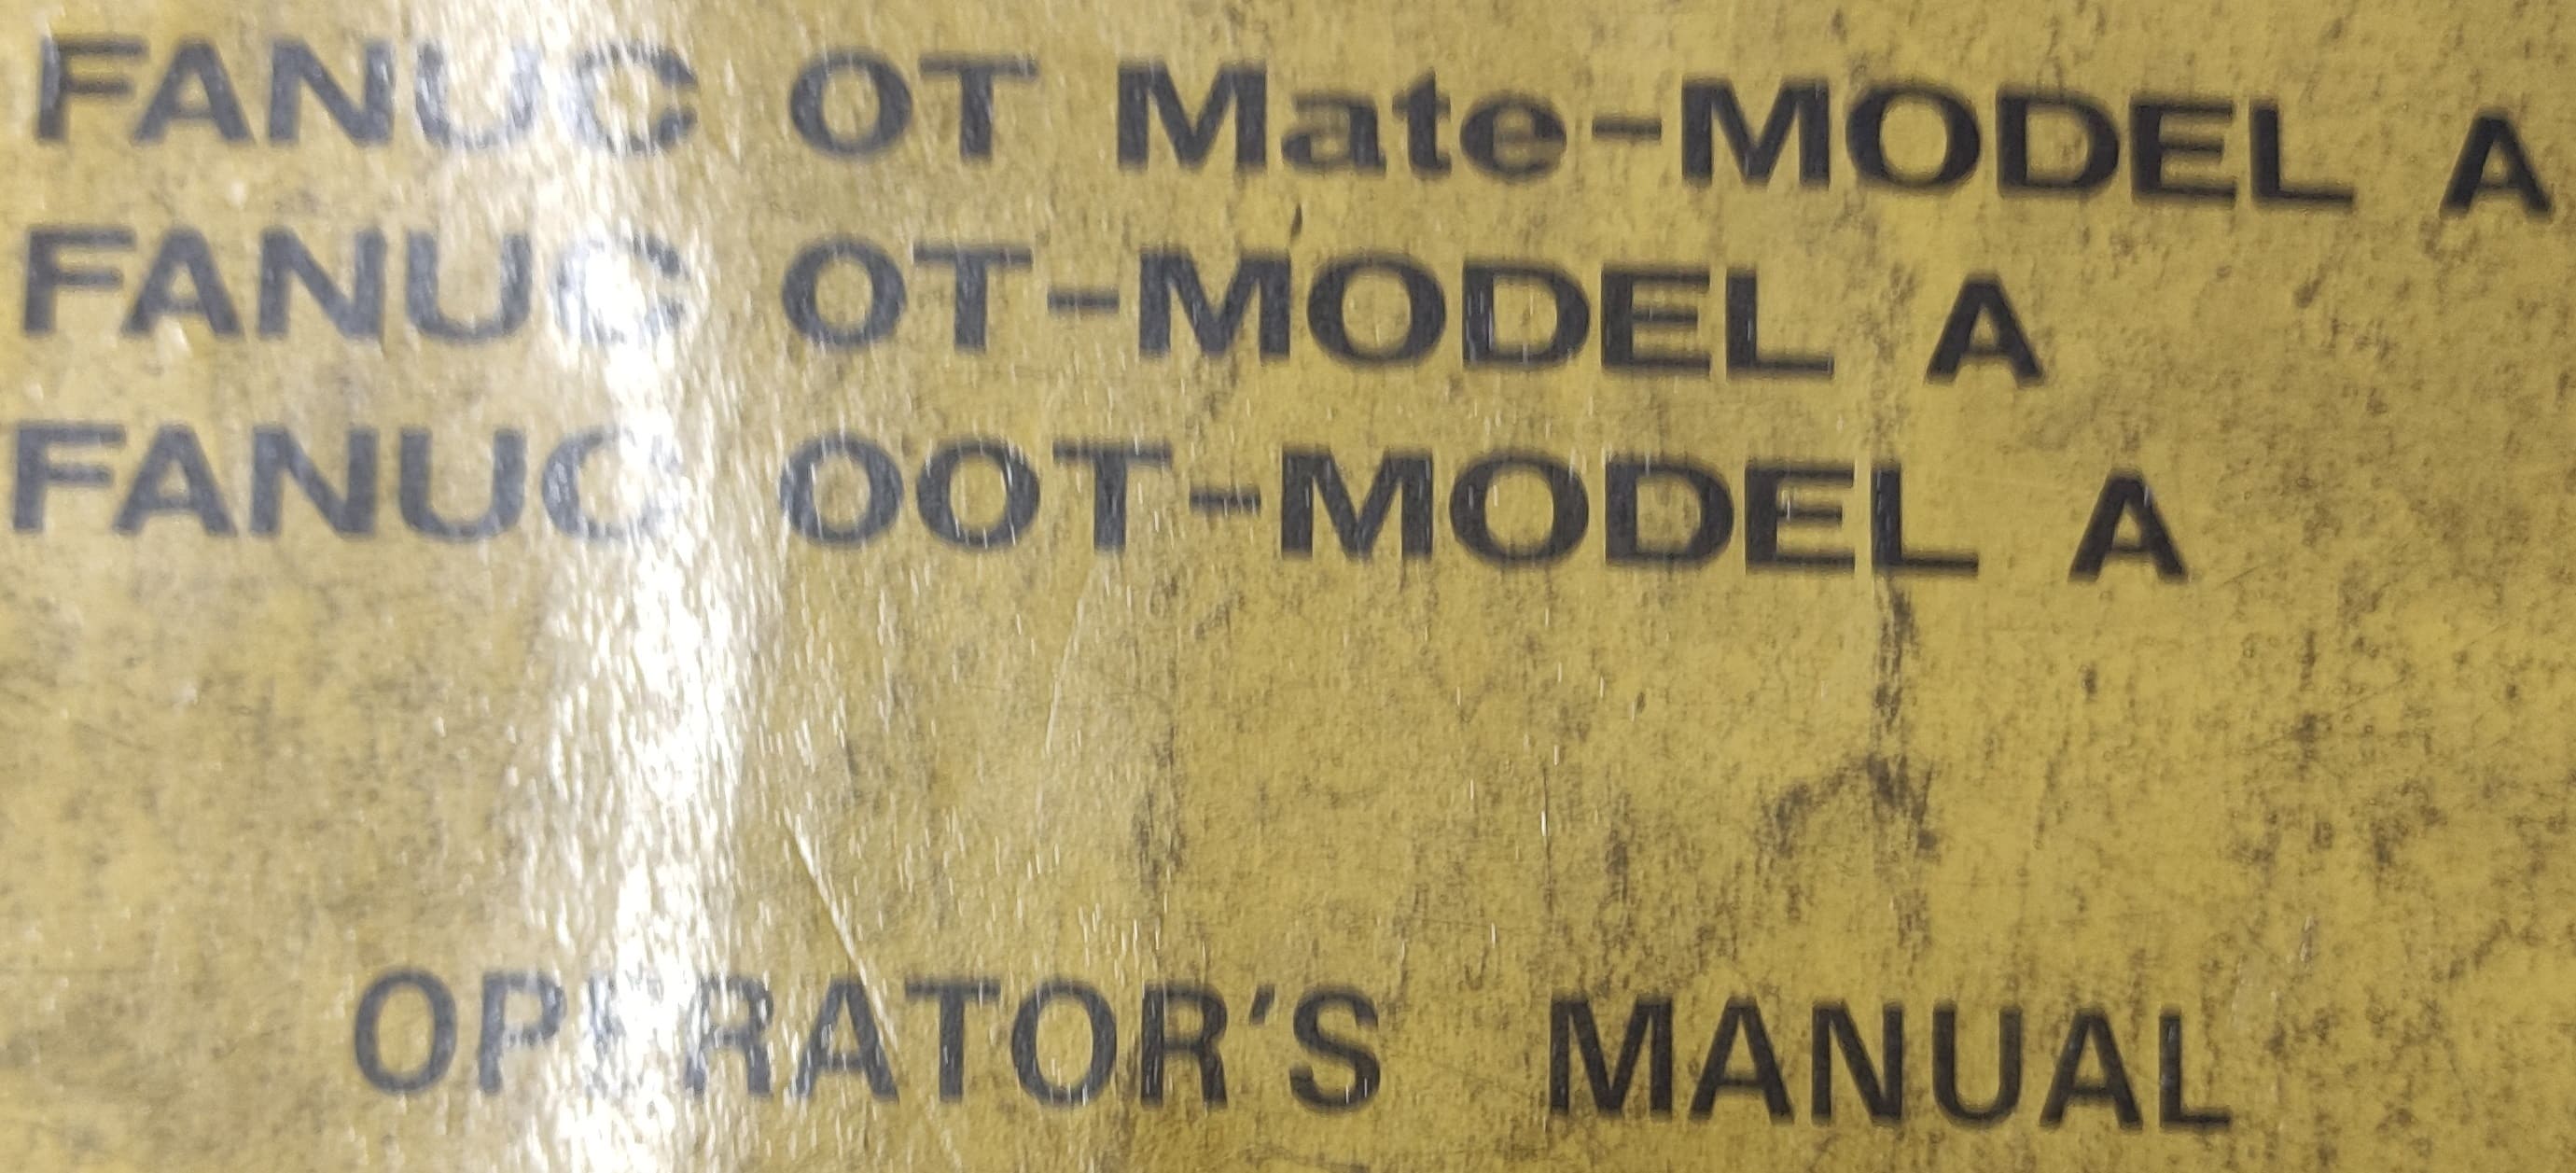 FANUC OT Mate-MODEL A
FANUC OT-MODEL A
FANUC OOT-MODEL A
OPERATOR'S MANUAL